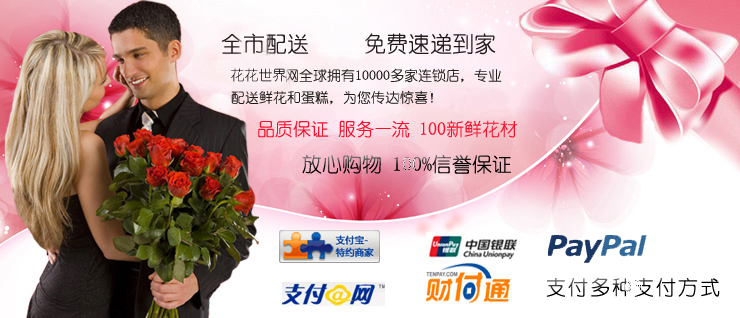 全市配送 免费速递到家
花花世界网全球拥有10000多家连锁店，专业
配送鲜花和蛋糕，为您传达惊喜！
品质保证 服务一流 100新鲜花材
放心购物 100%信誉保证
支付宝-
特约商家
UnionPay
银联
中国银联
China Unionpay
PayPal
支付@网™
TENPAY.COM
财付通
支付多种支付方式